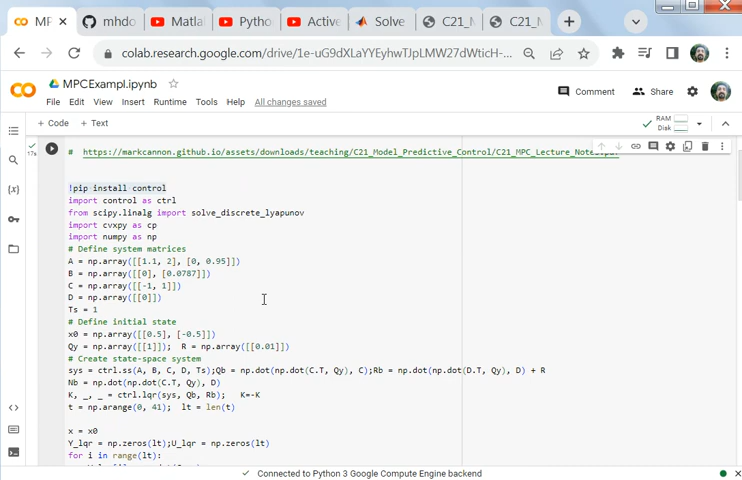 MP
mhdo
Matlal
Python
Active
Solve
C21_M
C21_M
colab.research.google.com/drive/1e-uG9dXLaYYEyhwTJpLMW27dWticH-...
MPCExampl.ipynb
Comment
Share
File Edit View Insert Runtime Tools Help All changes saved
+ Code + Text
RAM
Disk
17s
# https://markcannon.github.io/assets/downloads/teaching/C21_Model_Predictive_Control/C21_MPC_Lecture_Note
!pip install control
import control as ctrl
from scipy.linalg import solve_discrete_lyapunov
import cvxpy as cp
import numpy as np
# Define system matrices
A = np.array([[1.1, 2], [0, 0.95]])
B = np.array([[0], [0.0787]])
C = np.array([[-1, 1]])
D = np.array([[0]])
Ts = 1
# Define initial state
x0 = np.array([[0.5], [-0.5]])
Qy = np.array([[1]]); R = np.array([[0.01]])
# Create state-space system
sys = ctrl.ss(A, B, C, D, Ts);Qb = np.dot(np.dot(C.T, Qy), C);Rb = np.dot(np.dot(D.T, Qy), D) + R
Nb = np.dot(np.dot(C.T, Qy), D)
K, _, _ = ctrl.lqr(sys, Qb, Rb); K=-K
t = np.arange(0, 41); lt = len(t)
x = x0
Y_lqr = np.zeros(lt);U_lqr = np.zeros(lt)
for i in range(lt):
Connected to Python 3 Google Compute Engine backend